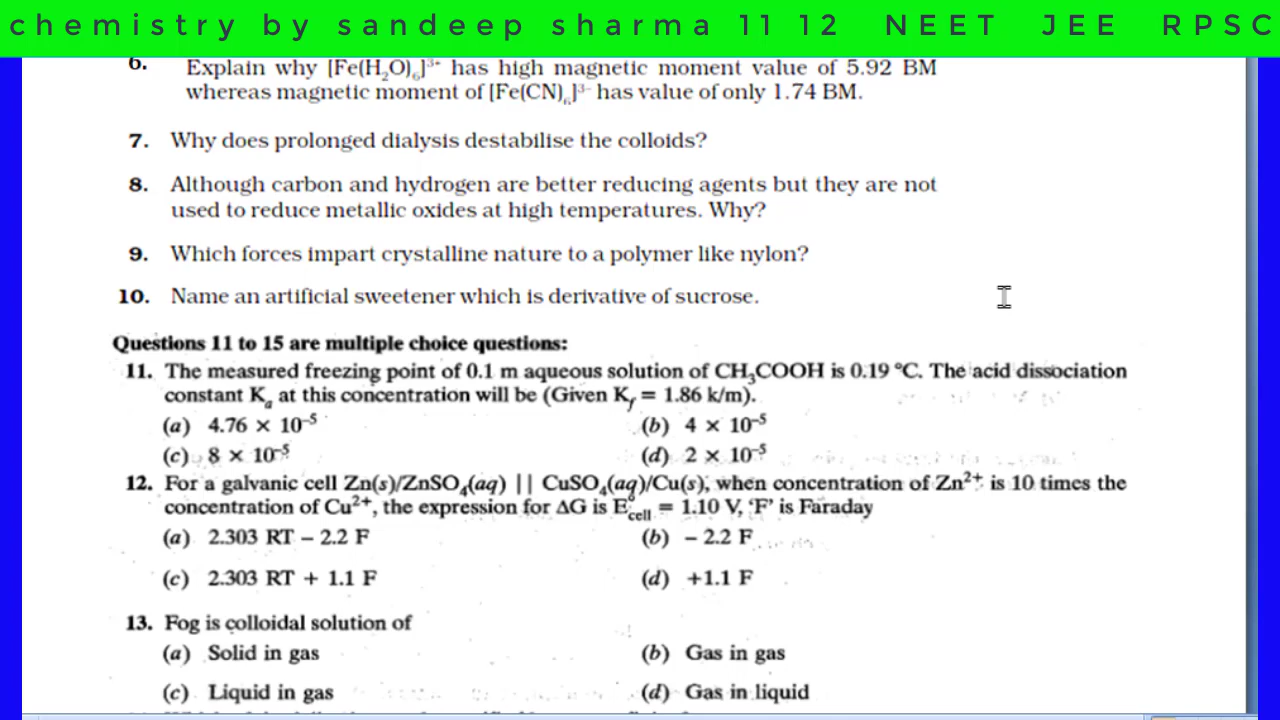 chemistry by sandeep sharma 11 12 NEET JEE RPSC
6. Explain why [Fe(H₂O)₆]³⁺ has high magnetic moment value of 5.92 BM
whereas magnetic moment of [Fe(CN)₆]³⁻ has value of only 1.74 BM.
7. Why does prolonged dialysis destabilise the colloids?
8. Although carbon and hydrogen are better reducing agents but they are not
used to reduce metallic oxides at high temperatures. Why?
9. Which forces impart crystalline nature to a polymer like nylon?
10. Name an artificial sweetener which is derivative of sucrose.
Questions 11 to 15 are multiple choice questions:
11. The measured freezing point of 0.1 m aqueous solution of CH₃COOH is 0.19 °C. The acid dissociation
constant Kₐ at this concentration will be (Given K_f = 1.86 k/m).
(a) 4.76 × 10⁻⁵ (b) 4 × 10⁻⁵
(c) 8 × 10⁻⁵ (d) 2 × 10⁻⁵
12. For a galvanic cell Zn(s)/ZnSO₄(aq) || CuSO₄(aq)/Cu(s), when concentration of Zn²⁺ is 10 times the
concentration of Cu²⁺, the expression for ΔG is E°cell = 1.10 V, 'F' is Faraday
(a) 2.303 RT – 2.2 F (b) – 2.2 F
(c) 2.303 RT + 1.1 F (d) +1.1 F
13. Fog is colloidal solution of
(a) Solid in gas (b) Gas in gas
(c) Liquid in gas (d) Gas in liquid